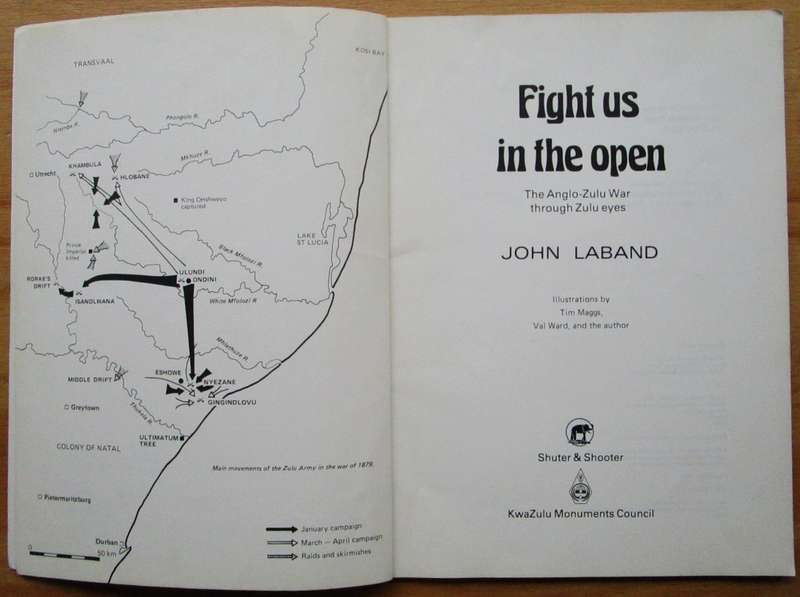 KOSI BAY
TRANSVAAL
Phongolo R.
Ntombe R.
KHAMBULA
Mkhuze R.
Utrecht
HLOBANE
King Cetshwayo
captured
Prince
Imperial
killed
Black Mfolozi R.
LAKE
ST LUCIA
ULUNDI
ONDINI
RORKE'S
DRIFT
ISANDLWANA
White Mfolozi R.
Mhlathuze R.
ESHOWE
NYEZANE
MIDDLE DRIFT
GINGINDLOVU
Greytown
Thukela R.
ULTIMATUM
TREE
COLONY OF NATAL
Main movements of the Zulu Army in the war of 1879.
Pietermaritzburg
January campaign
March — April campaign
Raids and skirmishes
Durban
0
50 km
Fight us
in the open
The Anglo-Zulu War
through Zulu eyes
JOHN LABAND
Illustrations by
Tim Maggs,
Val Ward, and the author
Shuter & Shooter
KwaZulu Monuments Council